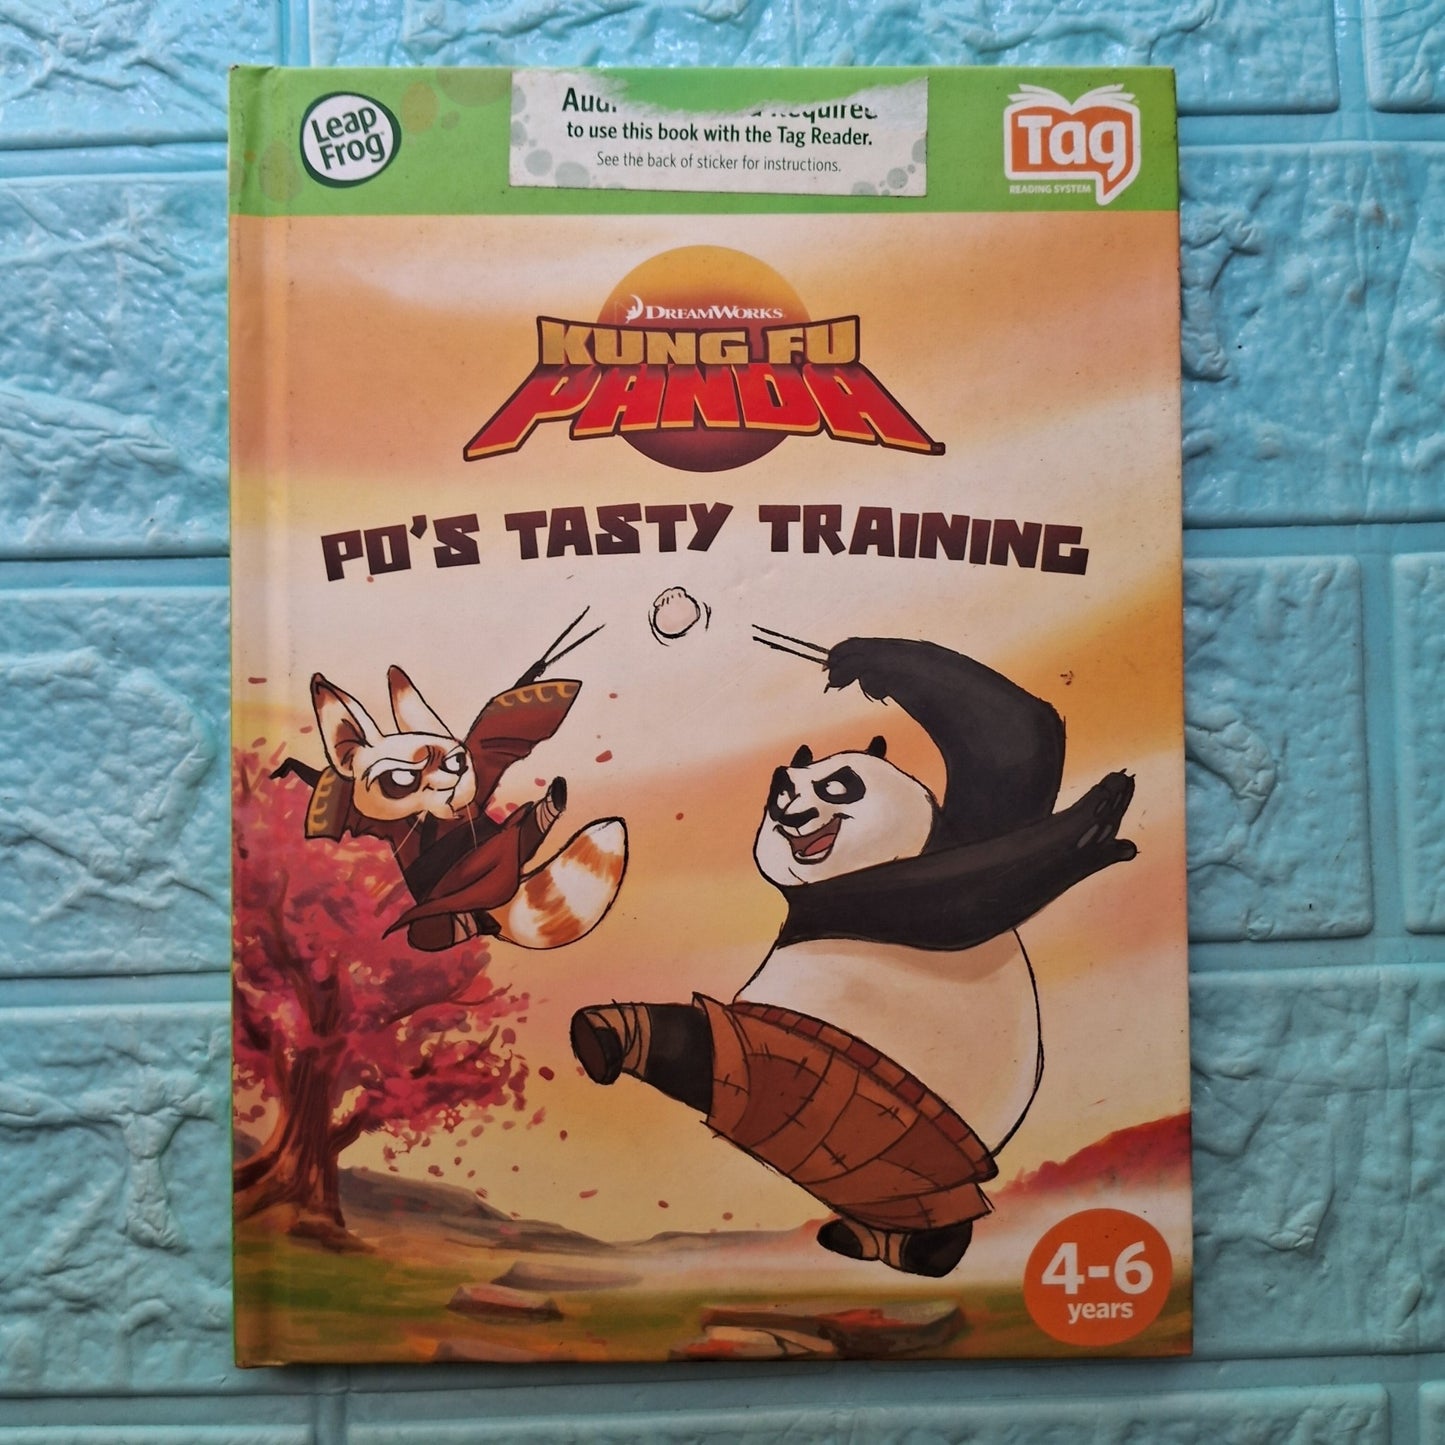 Leap
Frog
to use this book with the Tag Reader.
See the back of sticker for instructions.
Tag
READING SYSTEM
DREAMWORKS
KUNG FU
PANDA
PO'S TASTY TRAINING
4-6
years